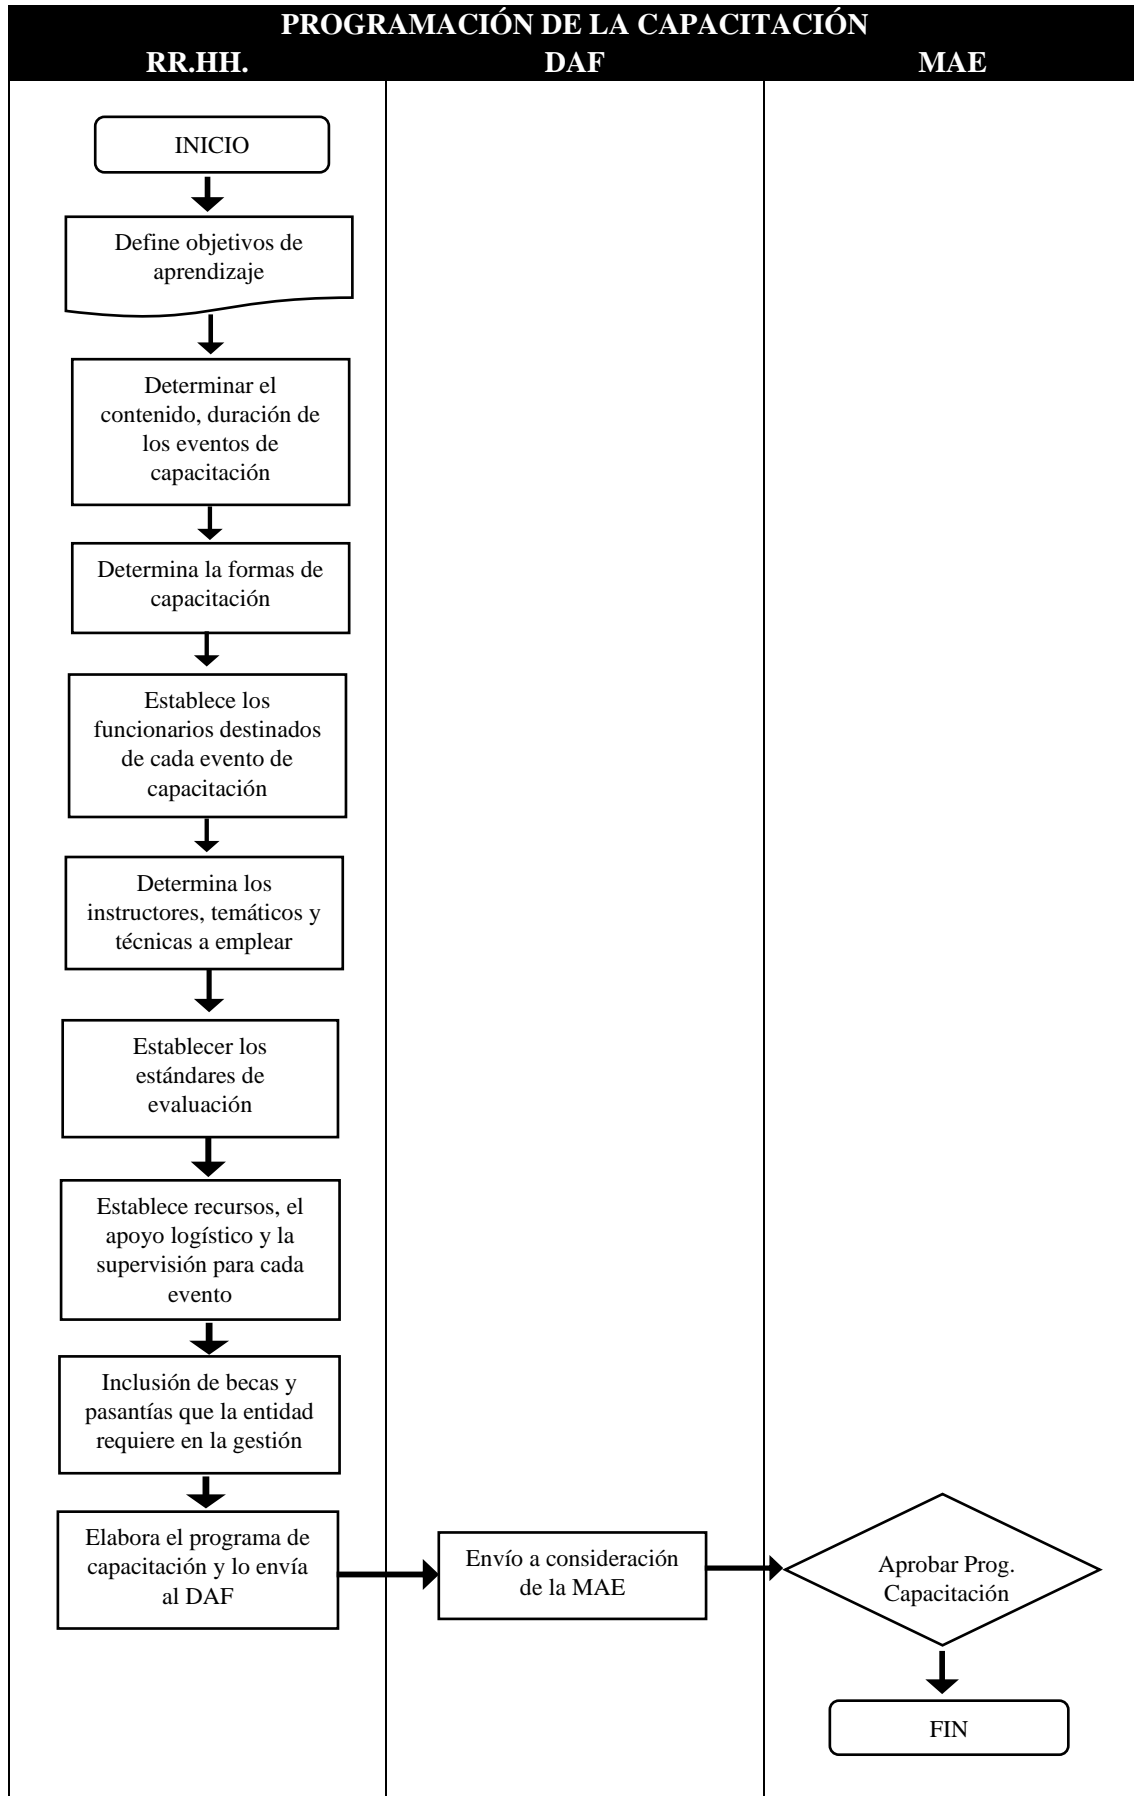 PROGRAMACIÓN DE LA CAPACITACIÓN
RR.HH.
DAF
MAE
INICIO
Define objetivos de
aprendizaje
Determinar el
contenido, duración de
los eventos de
capacitación
Determina la formas de
capacitación
Establece los
funcionarios destinados
de cada evento de
capacitación
Determina los
instructores, temáticos y
técnicas a emplear
Establecer los
estándares de
evaluación
Establece recursos, el
apoyo logístico y la
supervisión para cada
evento
Inclusión de becas y
pasantías que la entidad
requiere en la gestión
Elabora el programa de
capacitación y lo envía
al DAF
Envío a consideración
de la MAE
Aprobar Prog.
Capacitación
FIN